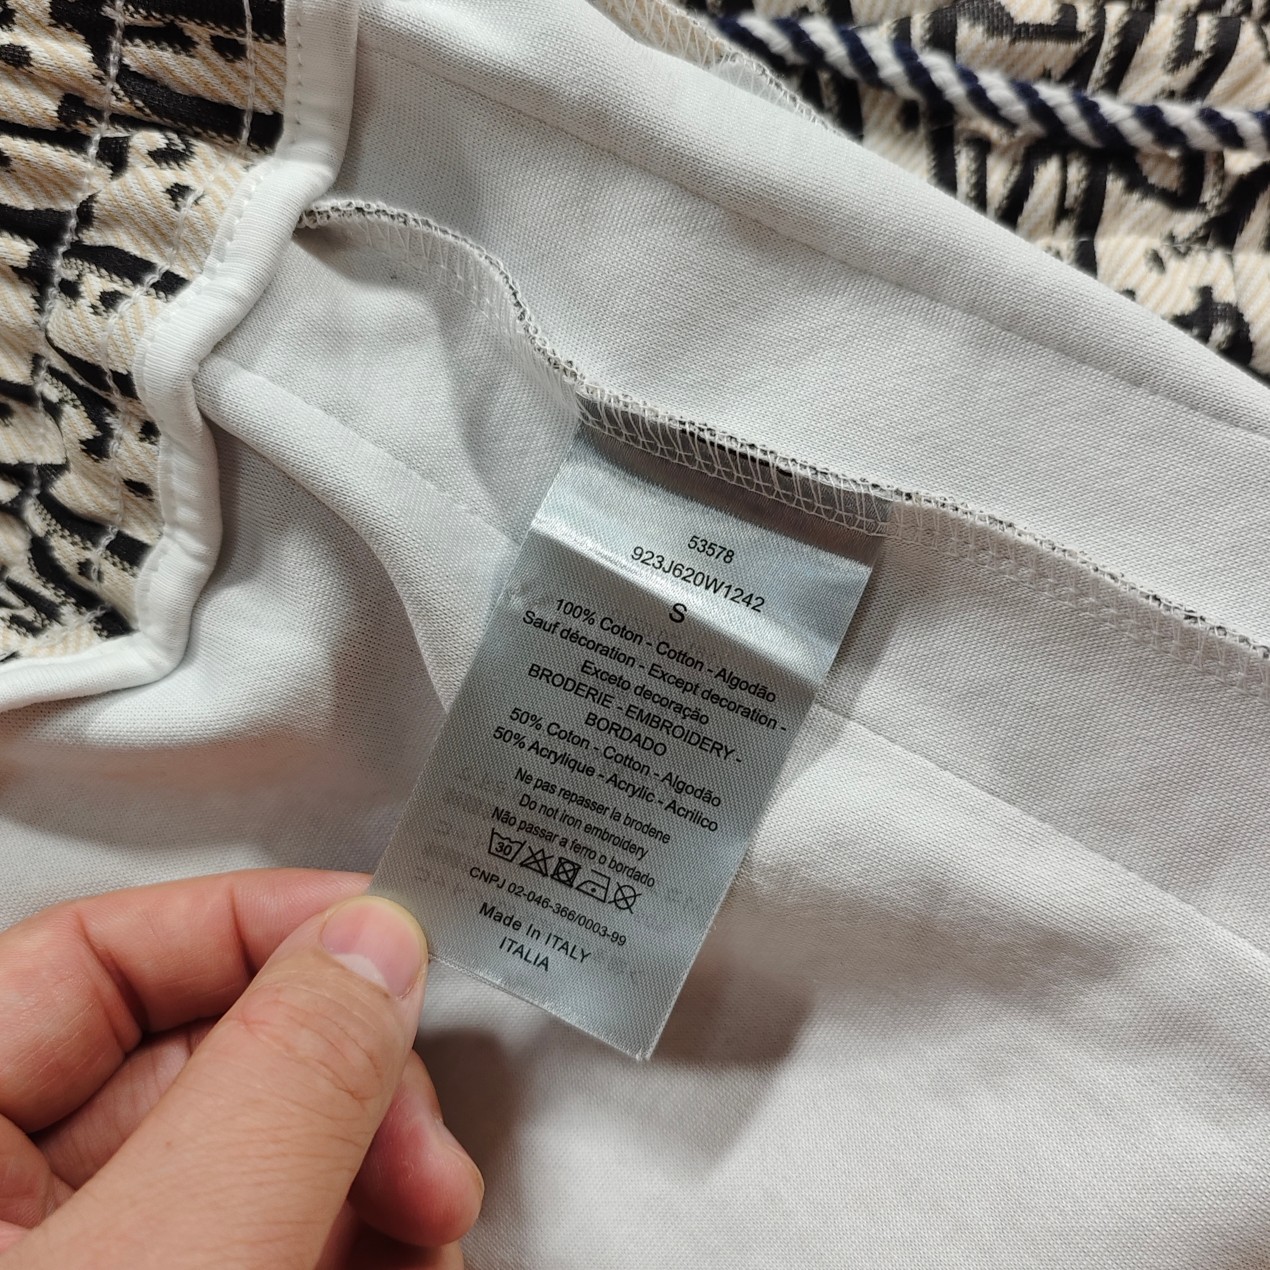 53578
923J620W1242
S
100% Coton - Cotton - Algodão
Sauf décoration - Except decoration -
Exceto decoração
BRODERIE - EMBROIDERY -
BORDADO
50% Coton - Cotton - Algodão
50% Acrylique - Acrylic - Acrilico
Ne pas repasser la brodene
Do not iron embroidery
Não passar a ferro o bordado
30
CNPJ 02-046-366/0003-99
Made In ITALY
ITALIA